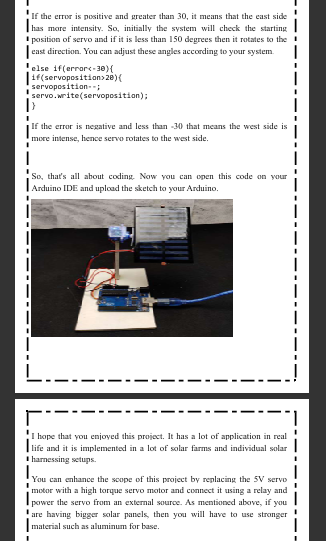 If the error is positive and greater than 30, it means that the east side
has more intensity. So, initially the system will check the starting
position of servo and if it is less than 150 degrees then it rotates to the
east direction. You can adjust these angles according to your system.
else if(error<-30){
if(servoposition>20){
servoposition--;
servo.write(servoposition);
}
If the error is negative and less than -30 that means the west side is
more intense, hence servo rotates to the west side.
So, that's all about coding. Now you can open this code on your
Arduino IDE and upload the sketch to your Arduino.
I hope that you enjoyed this project. It has a lot of application in real
life and it is implemented in a lot of solar farms and individual solar
harnessing setups.
You can enhance the scope of this project by replacing the 5V servo
motor with a high torque servo motor and connect it using a relay and
power the servo from an external source. As mentioned above, if you
are having bigger solar panels, then you will have to use stronger
material such as aluminum for base.